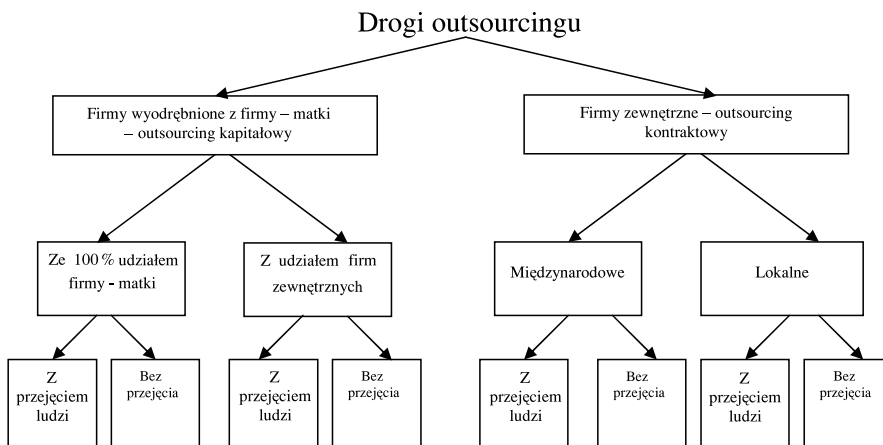 Drogi outsourcingu
Firmy wyodrębnione z firmy – matki
– outsourcing kapitałowy
Firmy zewnętrzne – outsourcing
kontraktowy
Ze 100 % udziałem
firmy - matki
Z udziałem firm
zewnętrznych
Międzynarodowe
Lokalne
Z
przejęciem
ludzi
Bez
przejęcia
Z
przejęciem
ludzi
Bez
przejęcia
Z
przejęciem
ludzi
Bez
przejęcia
Z
przejęciem
ludzi
Bez
przejęcia